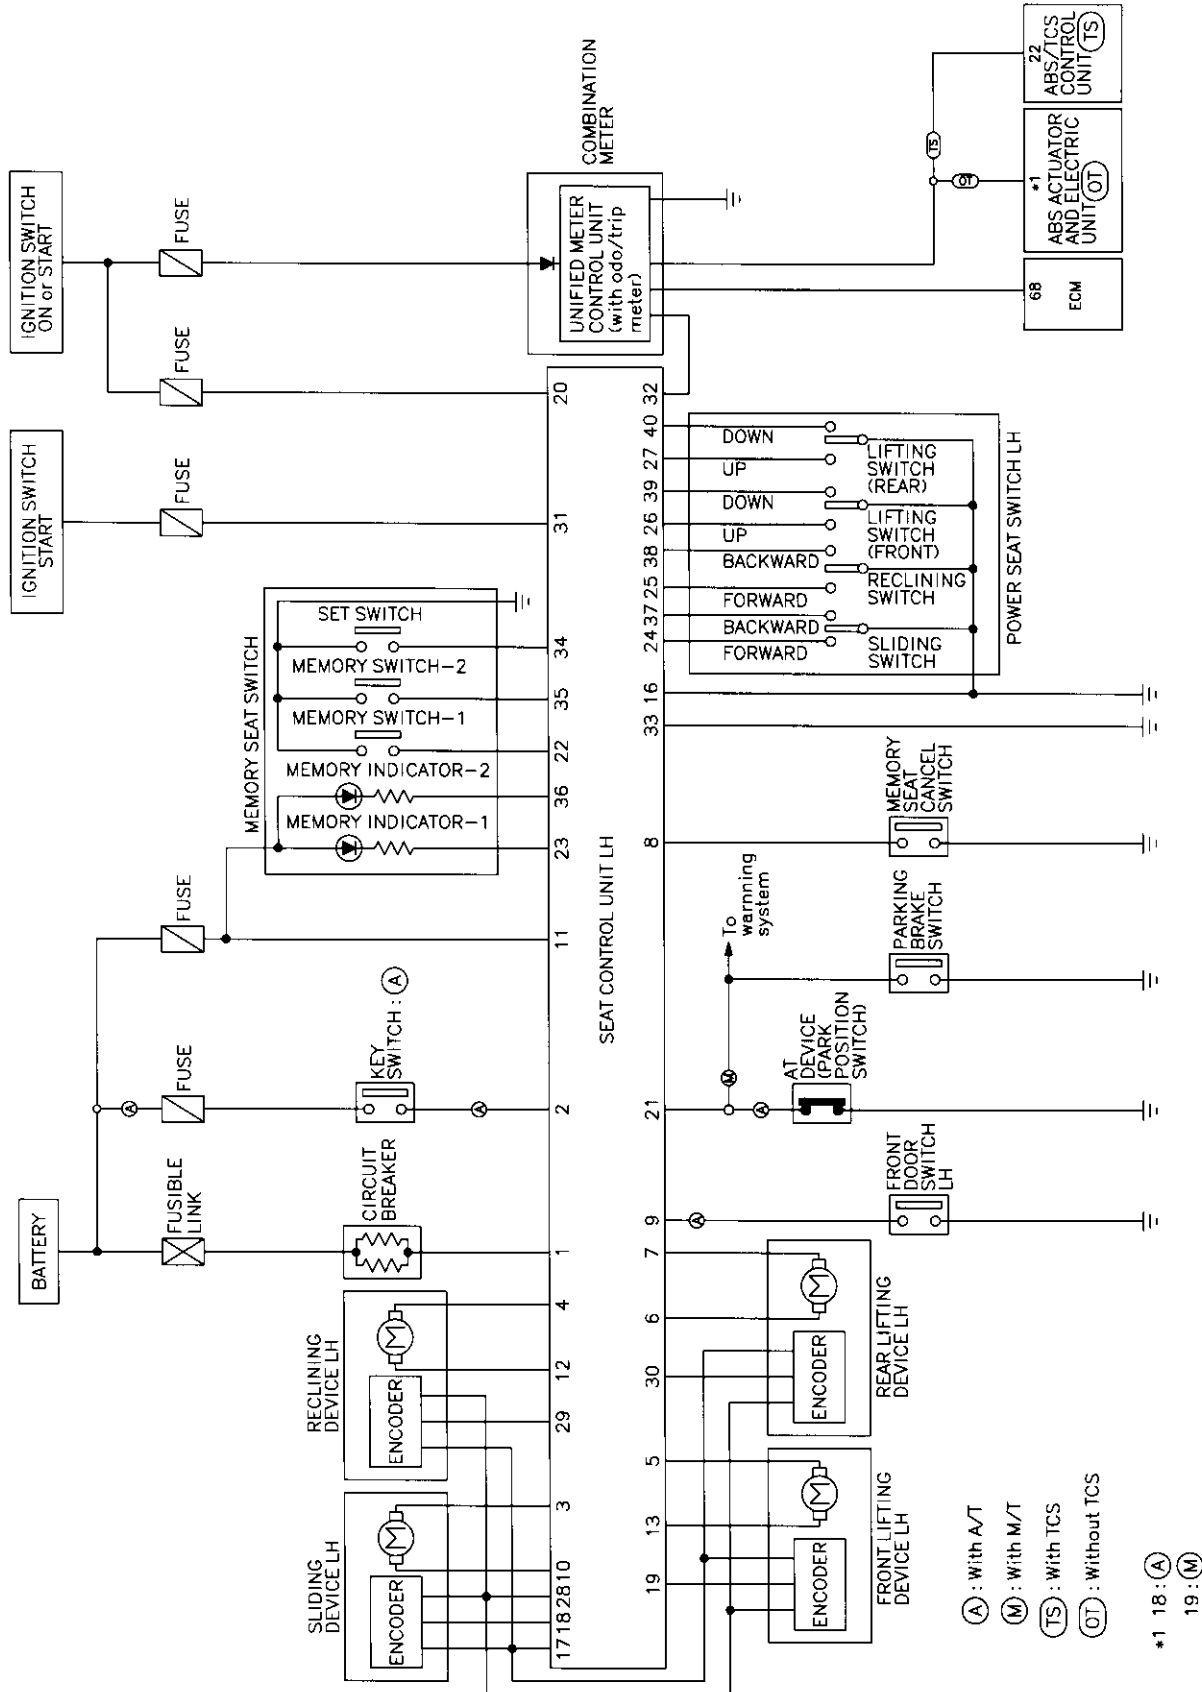 BATTERY
IGNITION SWITCH
START
IGNITION SWITCH
ON or START
FUSIBLE
LINK
FUSE
FUSE
FUSE
FUSE
FUSE
CIRCUIT
BREAKER
KEY
SWITCH : A
A
A
MEMORY SEAT SWITCH
MEMORY INDICATOR-1
MEMORY INDICATOR-2
MEMORY SWITCH-1
MEMORY SWITCH-2
SET SWITCH
COMBINATION
METER
UNIFIED METER
CONTROL UNIT
(with odo/trip
meter)
SLIDING
DEVICE LH
ENCODER
M
RECLINING
DEVICE LH
ENCODER
M
17 18 28 10 3 29 12 4 1 2 11 23 36 22 35 34 31 20
SEAT CONTROL UNIT LH
19 13 5 30 6 7 9 21 8 33 16 24 37 25 38 26 39 27 40 32
FORWARD
BACKWARD
FORWARD
BACKWARD
UP
DOWN
UP
DOWN
SLIDING
SWITCH
RECLINING
SWITCH
LIFTING
SWITCH
(FRONT)
LIFTING
SWITCH
(REAR)
POWER SEAT SWITCH LH
A
M
A
To
warnning
system
AT
DEVICE
(PARK
POSITION
SWITCH)
ENCODER
M
FRONT LIFTING
DEVICE LH
ENCODER
M
REAR LIFTING
DEVICE LH
FRONT
DOOR
SWITCH
LH
PARKING
BRAKE
SWITCH
MEMORY
SEAT
CANCEL
SWITCH
TS
OT
68
ECM
*1
ABS ACTUATOR
AND ELECTRIC
UNIT OT
22
ABS/TCS
CONTROL
UNIT TS
A : With A/T
M : With M/T
TS : With TCS
OT : Without TCS
*1 18 : A
19 : M